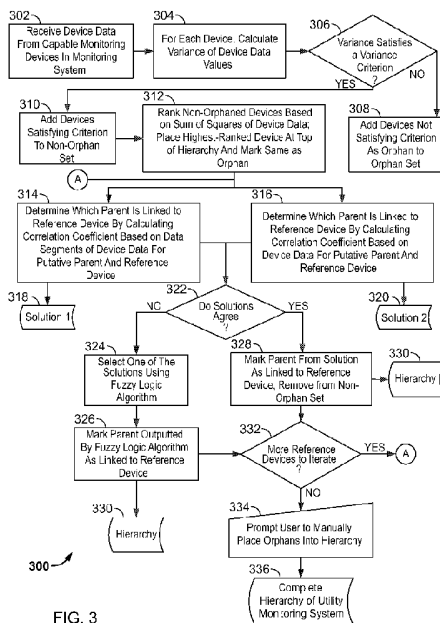 302
Receive Device Data
From Capable Monitoring
Devices In Monitoring
System
304
For Each Device, Calculate
Variance of Device Data
Values
306
Variance Satisfies
a Variance
Criterion
?
YES
NO
310
Add Devices
Satisfying Criterion
To Non-Orphan
Set
312
Rank Non-Orphaned Devices Based
on Sum of Squares of Device Data;
Place Highest-Ranked Device At Top
of Hierarchy And Mark Same as
Orphan
308
Add Devices Not
Satisfying Criterion
As Orphan to
Orphan Set
A
314
Determine Which Parent Is Linked to
Reference Device By Calculating
Correlation Coefficient Based on Data
Segments of Device Data For
Putative Parent And Reference
Device
316
Determine Which Parent Is Linked to
Reference Device By Calculating
Correlation Coefficient Based on
Device Data For Putative Parent And
Reference Device
318
Solution 1
320
Solution 2
322
Do Solutions
Agree
?
NO
YES
324
Select One of The
Solutions Using
Fuzzy Logic
Algorithm
328
Mark Parent From Solution
As Linked to Reference
Device, Remove from Non-
Orphan Set
330
Hierarchy
326
Mark Parent Outputted
By Fuzzy Logic Algorithm
As Linked to Reference
Device
332
More Reference
Devices to Iterate
?
YES
A
NO
330
Hierarchy
334
Prompt User to Manually
Place Orphans Into Hierarchy
336
Complete
Hierarchy of Utility
Monitoring System
300
FIG. 3